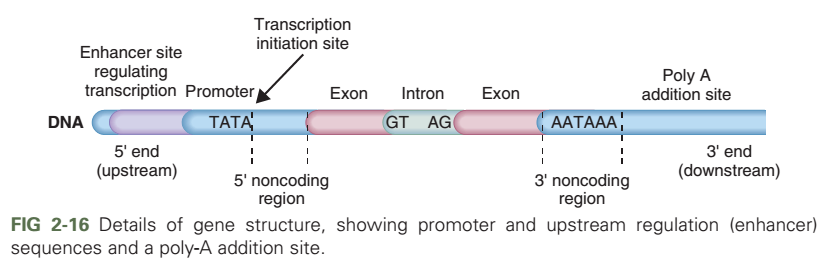 Transcription
initiation site
Enhancer site
regulating
transcription
Promoter
Exon
Intron
Exon
Poly A
addition site
DNA
TATA
GT
AG
AATAAA
5' end
(upstream)
5' noncoding
region
3' noncoding
region
3' end
(downstream)
FIG 2-16 Details of gene structure, showing promoter and upstream regulation (enhancer)
sequences and a poly-A addition site.